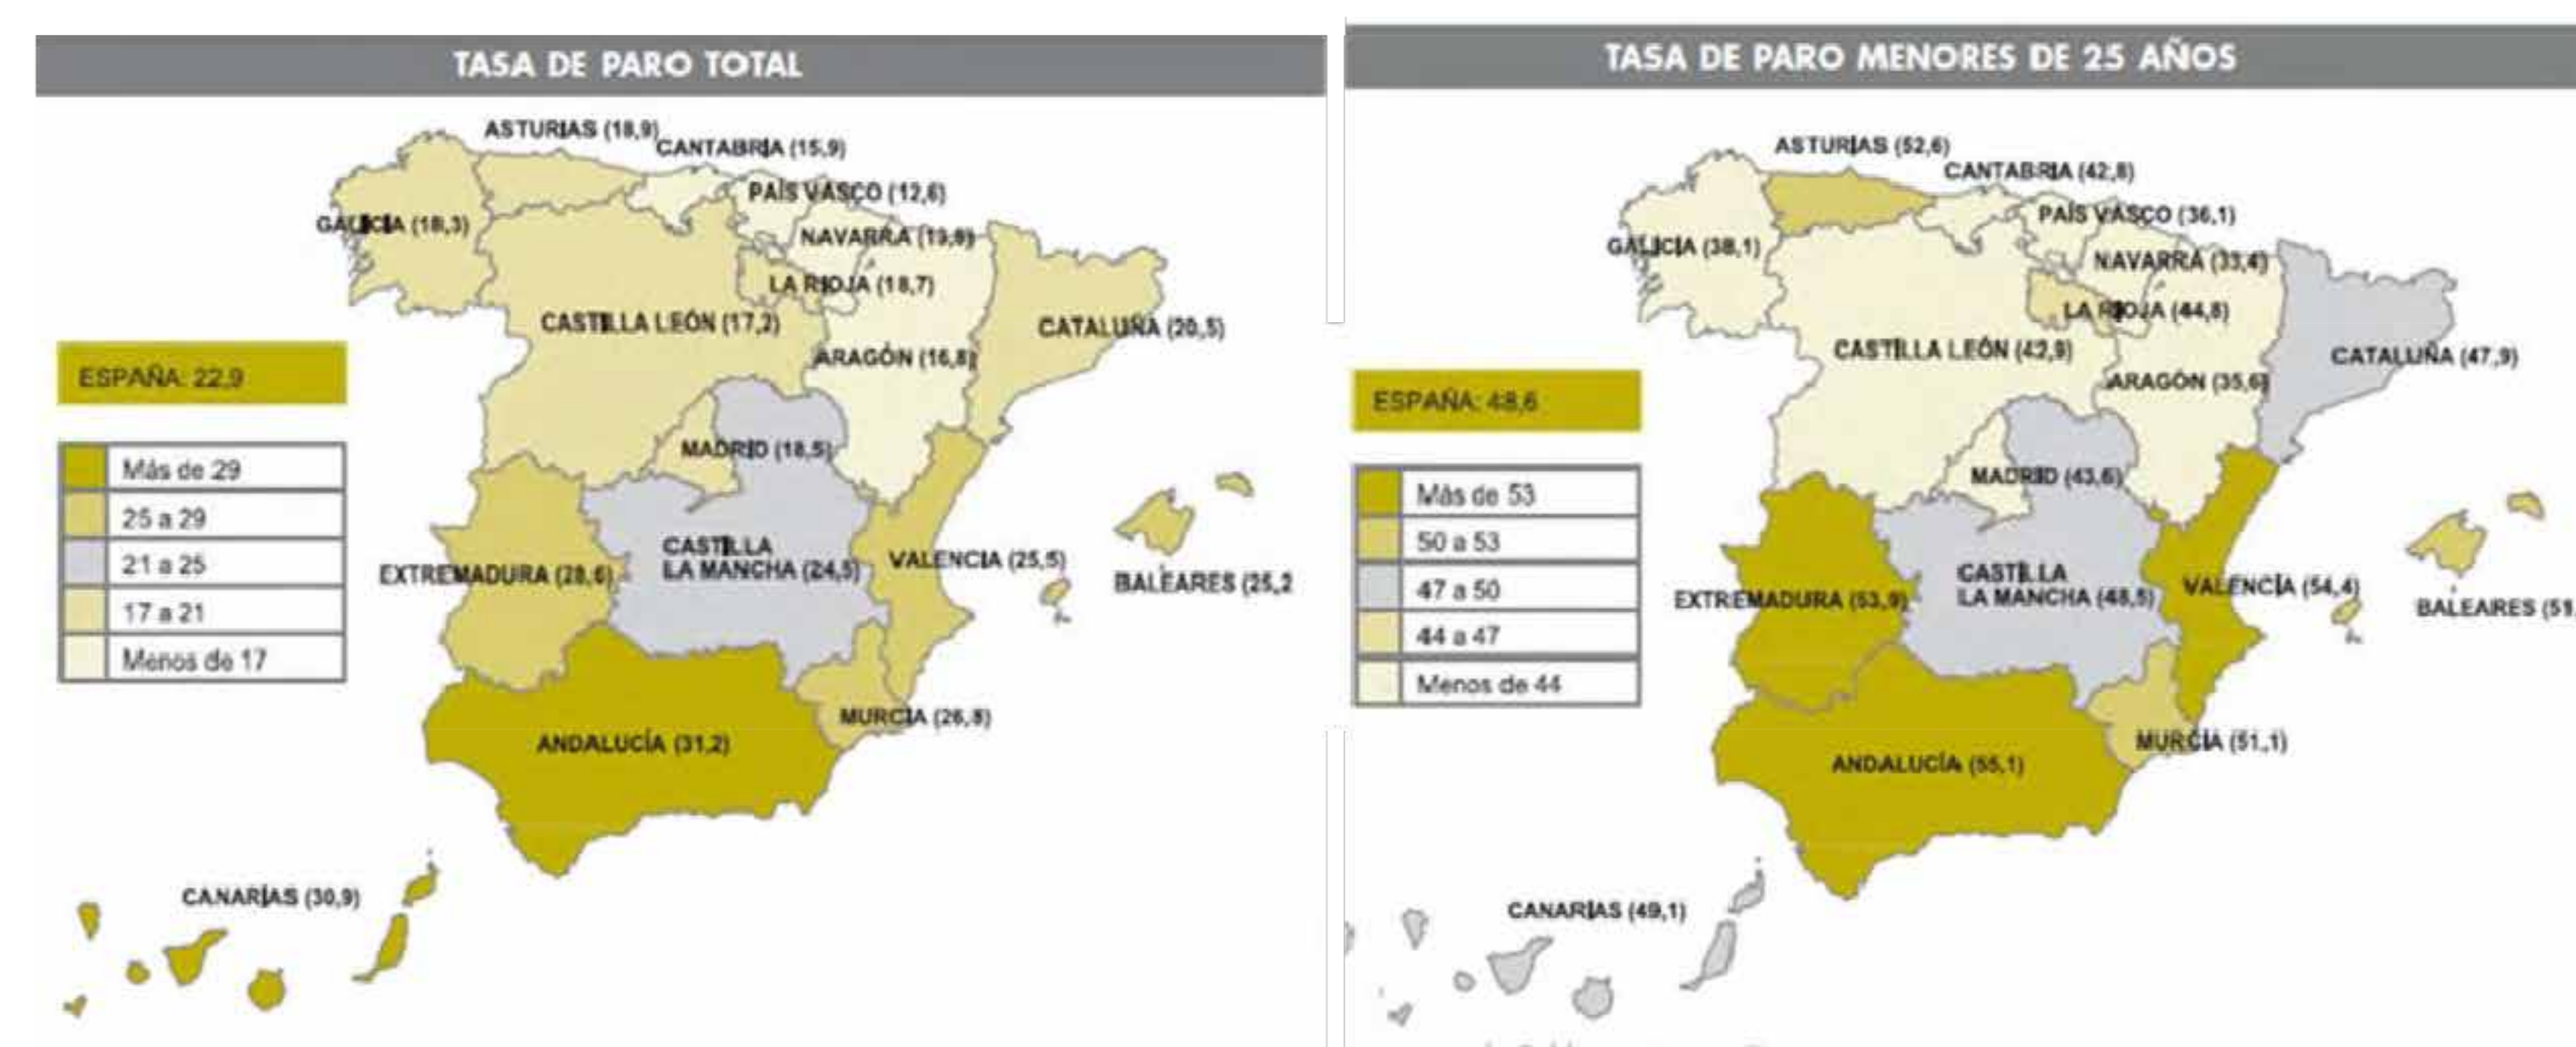 TASA DE PARO TOTAL
ASTURIAS (18,9)
CANTABRIA (15,9)
PAÍS VASCO (12,6)
GALICIA (18,3)
NAVARRA
LA RIOJA (18,7)
CASTILLA LEÓN (17,2)
CATALUÑA (20,5)
ARAGÓN (16,8)
ESPAÑA: 22,9
MADRID (18,5)
Más de 29
25 a 29
21 a 25
17 a 21
Menos de 17
EXTREMADURA (28,6)
CASTILLA
LA MANCHA (24,5)
VALENCIA (25,5)
BALEARES (25,2
MURCIA (26,8)
ANDALUCÍA (31,2)
CANARIAS (30,9)
TASA DE PARO MENORES DE 25 AÑOS
ASTURIAS (52,6)
CANTABRIA (42,8)
PAÍS VASCO (36,1)
GALICIA (38,1)
NAVARRA (33,4)
LA RIOJA (44,8)
CASTILLA LEÓN (42,9)
CATALUÑA (47,9)
ARAGÓN (35,6)
ESPAÑA: 48,6
MADRID (43,6)
Más de 53
50 a 53
47 a 50
44 a 47
Menos de 44
EXTREMADURA (53,9)
CASTILLA
LA MANCHA (48,5)
VALENCÍA (54,4)
BALEARES (51
MURCIA (51,1)
ANDALUCÍA (55,1)
CANARIAS (49,1)